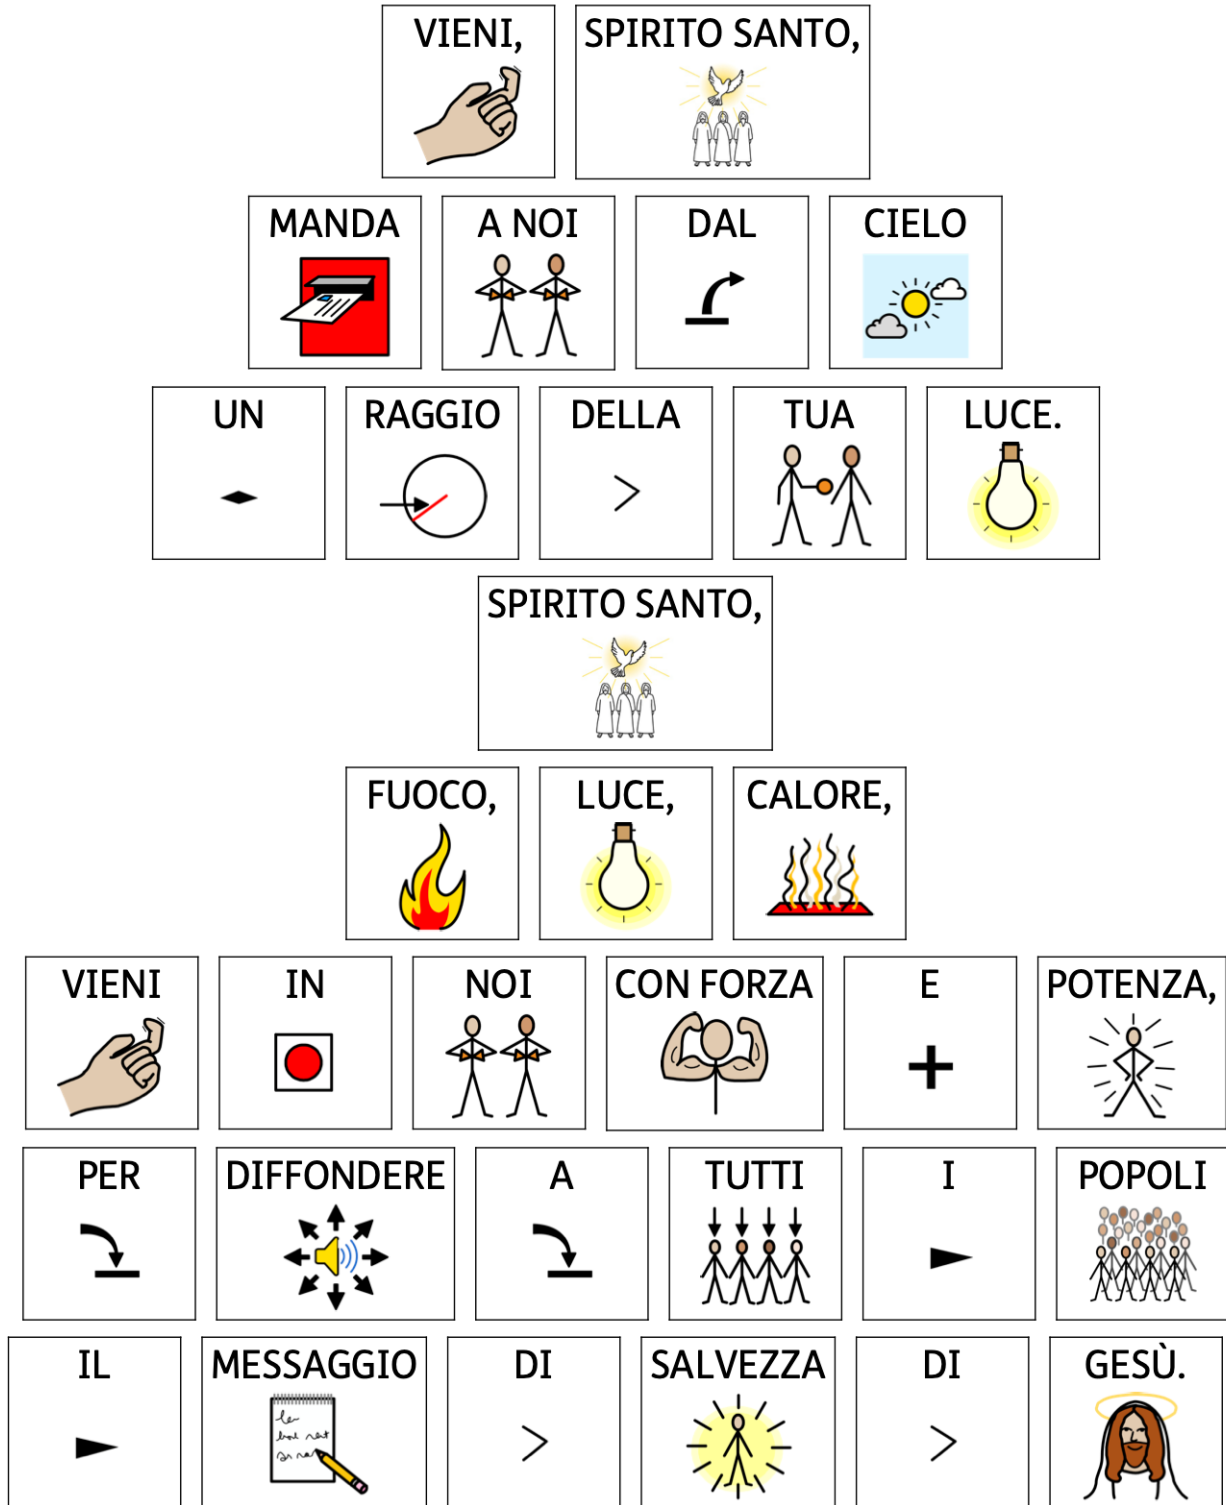 VIENI, SPIRITO SANTO,
MANDA A NOI DAL CIELO
UN RAGGIO DELLA TUA LUCE.
SPIRITO SANTO,
FUOCO, LUCE, CALORE,
VIENI IN NOI CON FORZA E POTENZA,
PER DIFFONDERE A TUTTI I POPOLI
IL MESSAGGIO DI SALVEZZA DI GESÙ.